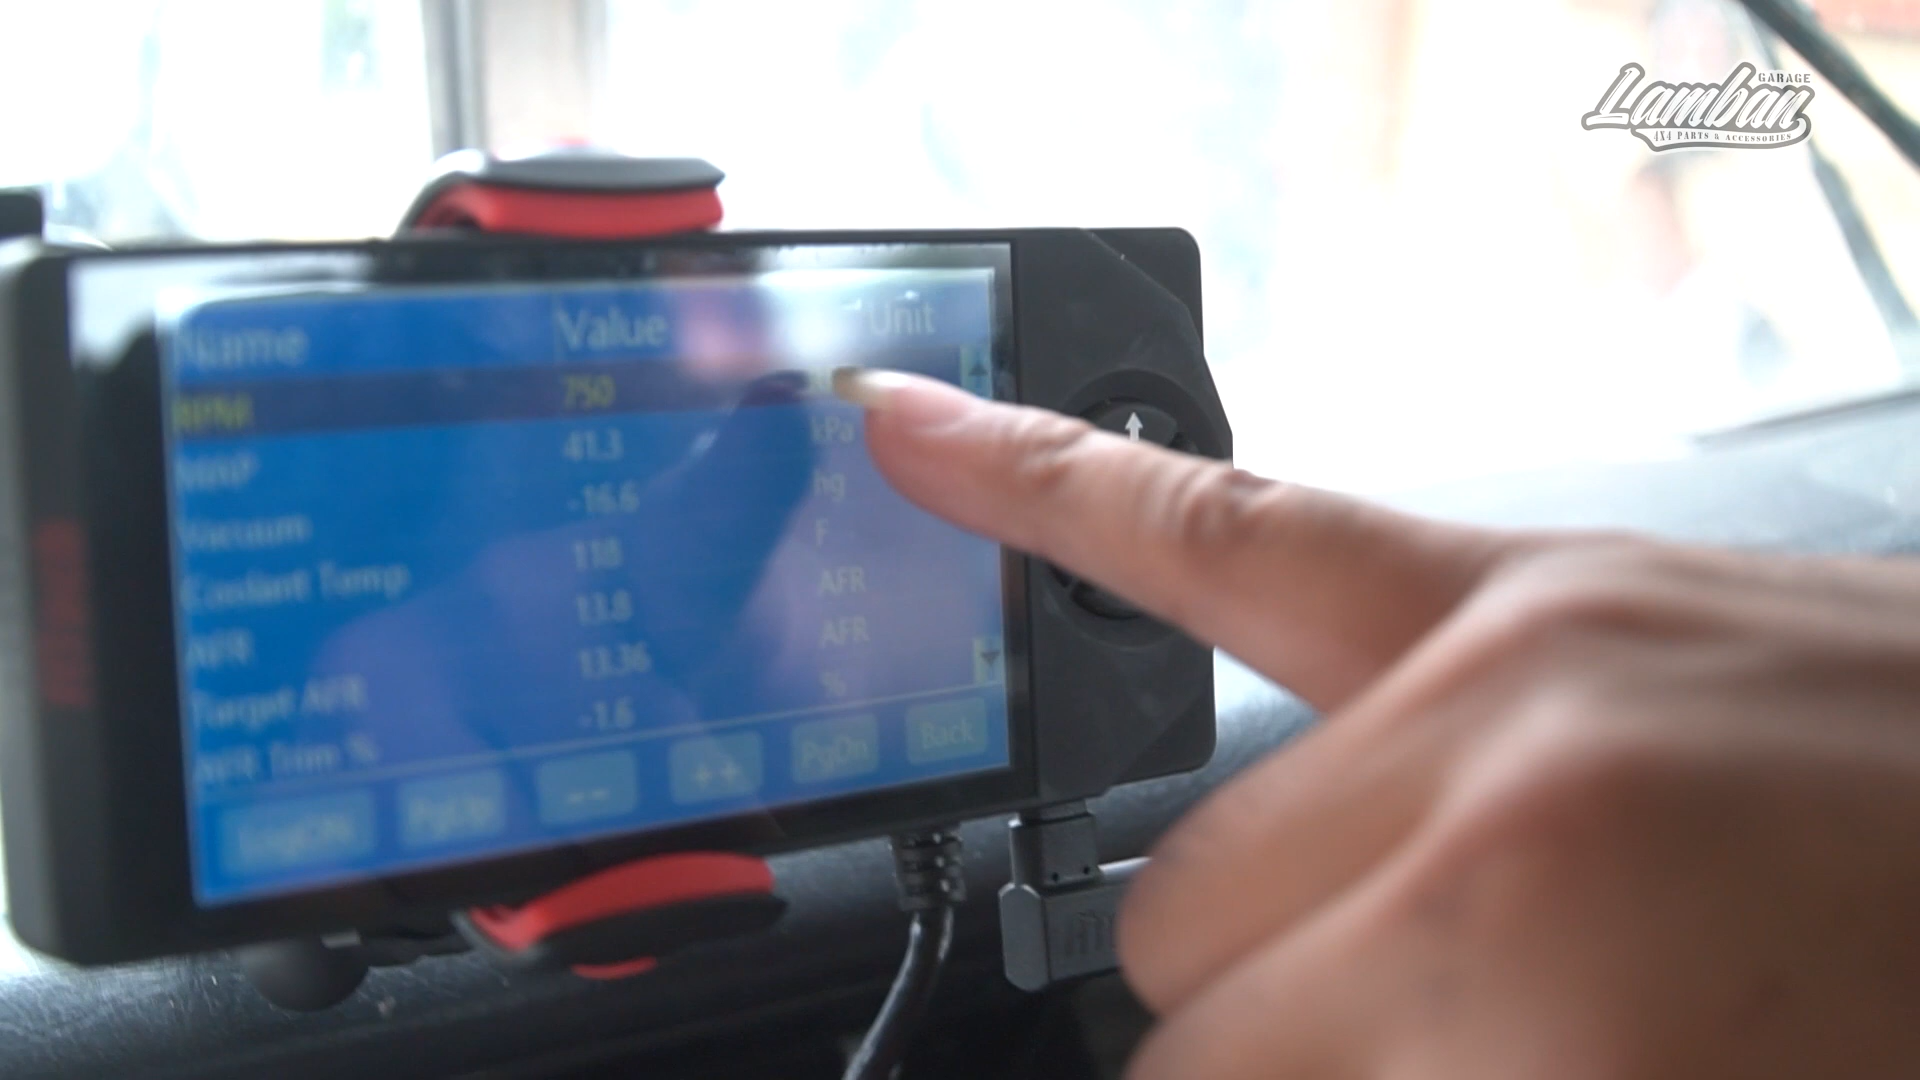 GARAGE
Lamban
4X4 PARTS & ACCESSORIES
Name Value Unit
RPM 750
MAP 41.3 kPa
Vacuum -16.6 hg
Coolant Temp 118 F
AFR 13.8 AFR
Target AFR 13.36 AFR
AFR Trim % -1.6 %
PgUp -- ++ PgDn Back